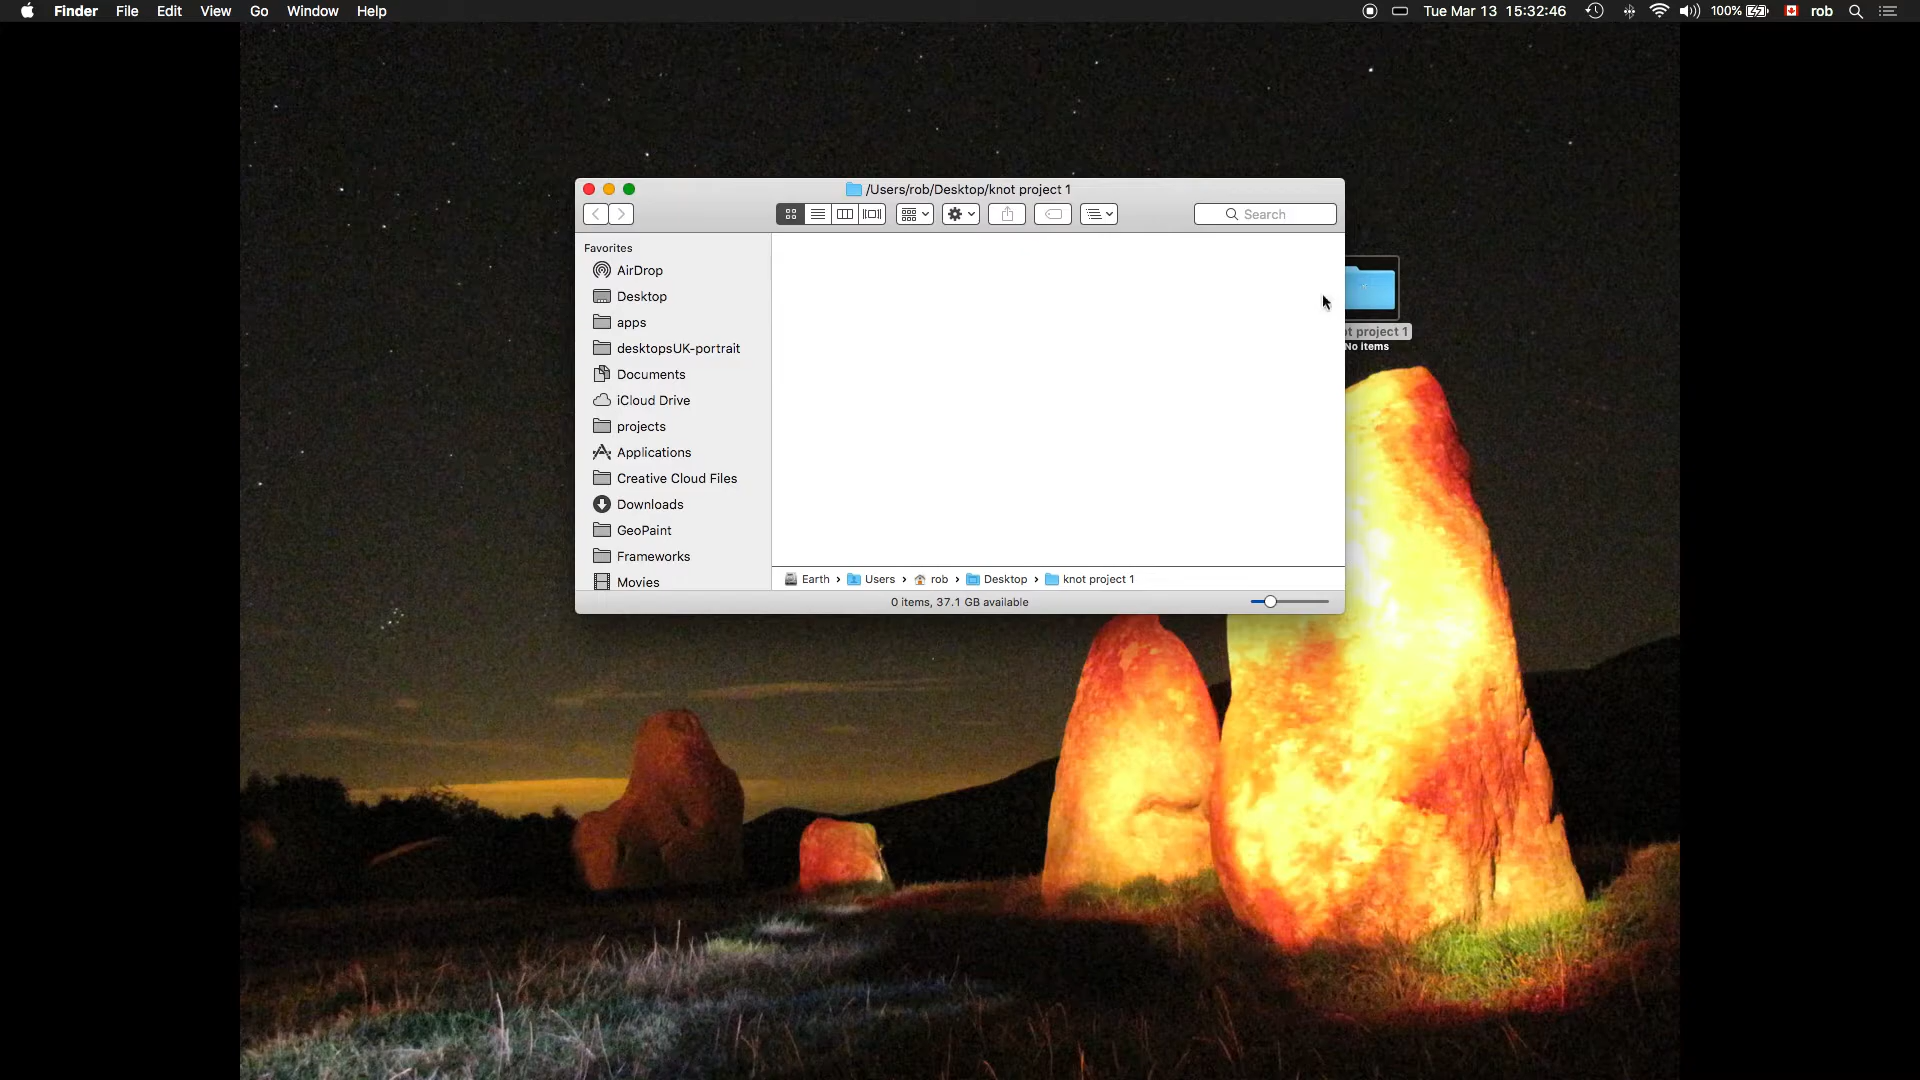 Finder File Edit View Go Window Help
Tue Mar 13 15:32:46 100% rob
/Users/rob/Desktop/knot project 1
Search
Favorites
AirDrop
Desktop
apps
desktopsUK-portrait
Documents
iCloud Drive
projects
Applications
Creative Cloud Files
Downloads
GeoPaint
Frameworks
Movies
Earth › Users › rob › Desktop › knot project 1
0 items, 37.1 GB available
ot project 1
No items